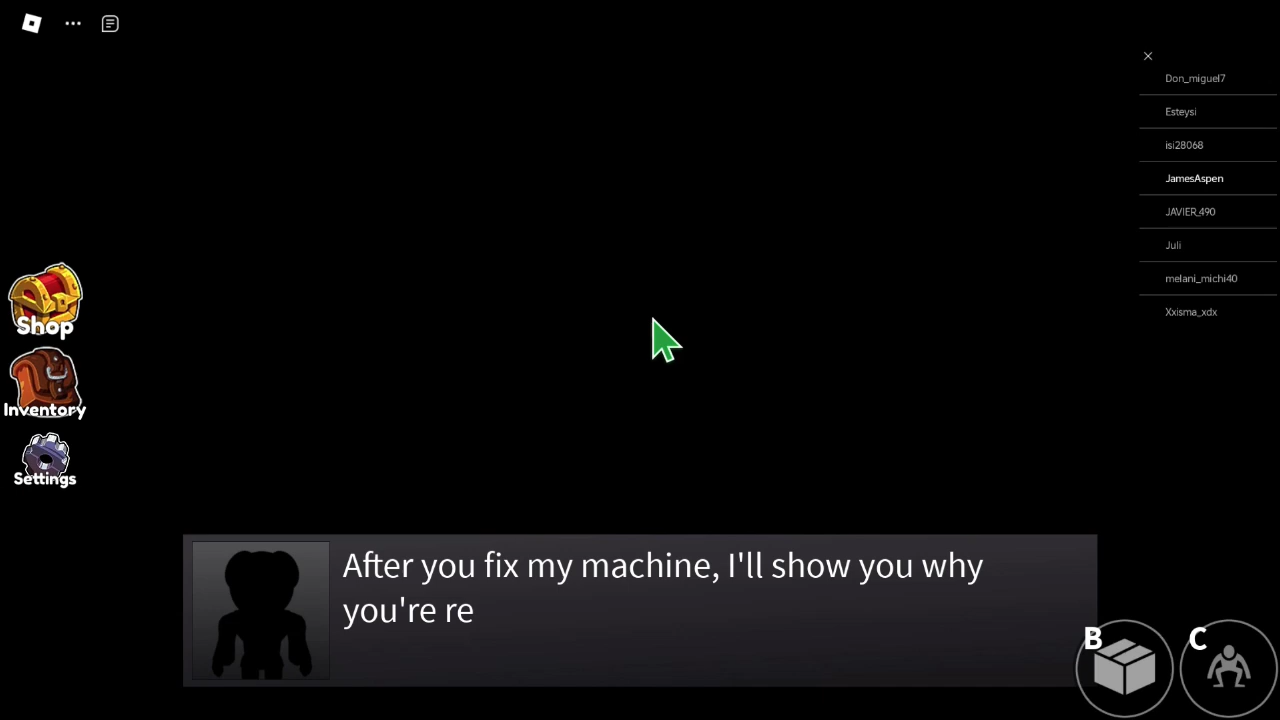 Don_miguel7
Esteysi
isi28068
JamesAspen
JAVIER_490
Juli
melani_michi40
Xxisma_xdx
Shop
Inventory
Settings
After you fix my machine, I'll show you why
you're re
B
C